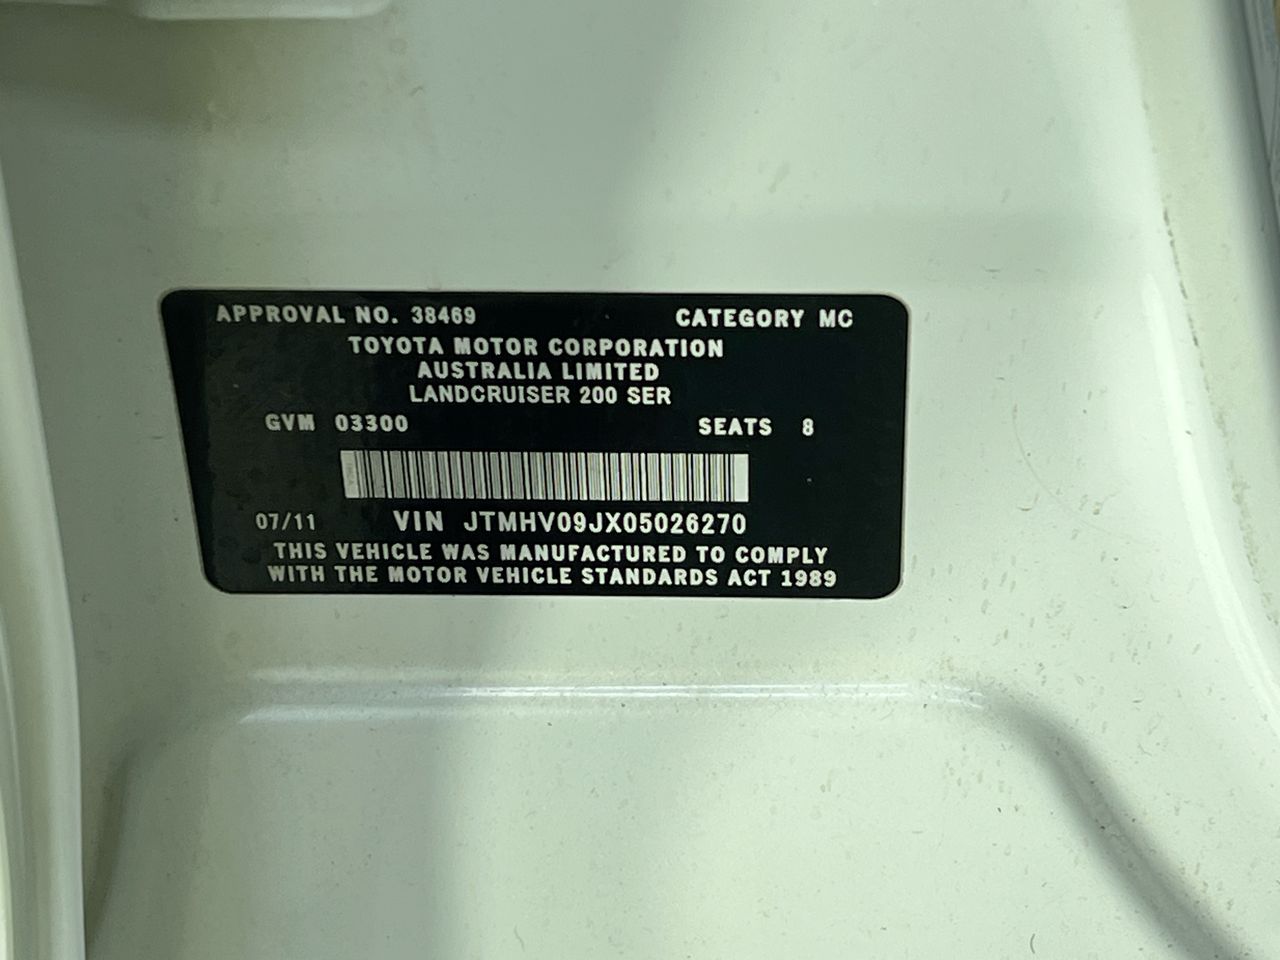 APPROVAL NO. 38469 CATEGORY MC
TOYOTA MOTOR CORPORATION
AUSTRALIA LIMITED
LANDCRUISER 200 SER
GVM 03300 SEATS 8
07/11 VIN JTMHV09JX05026270
THIS VEHICLE WAS MANUFACTURED TO COMPLY
WITH THE MOTOR VEHICLE STANDARDS ACT 1989